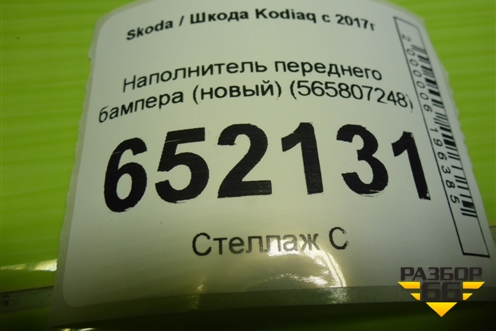 Skoda / Шкода Kodiaq с 2017г
Наполнитель переднего
бампера (новый) (565807248)
652131
Стеллаж С
2000006196385
РАЗБОР
66